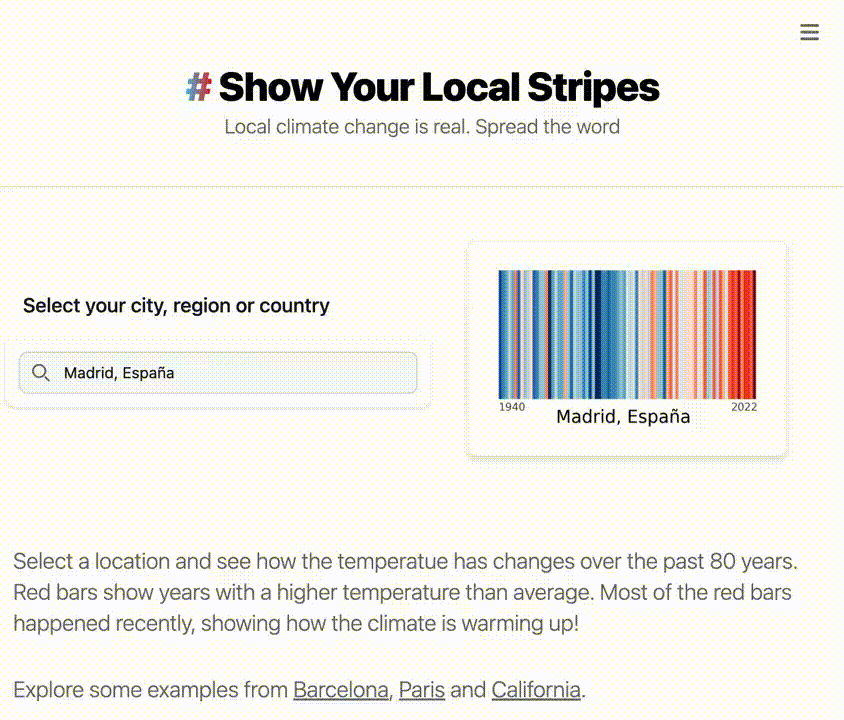 # Show Your Local Stripes
Local climate change is real. Spread the word
Select your city, region or country
Madrid, España
1940
2022
Madrid, España
Select a location and see how the temperatue has changes over the past 80 years.
Red bars show years with a higher temperature than average. Most of the red bars
happened recently, showing how the climate is warming up!
Explore some examples from Barcelona, Paris and California.